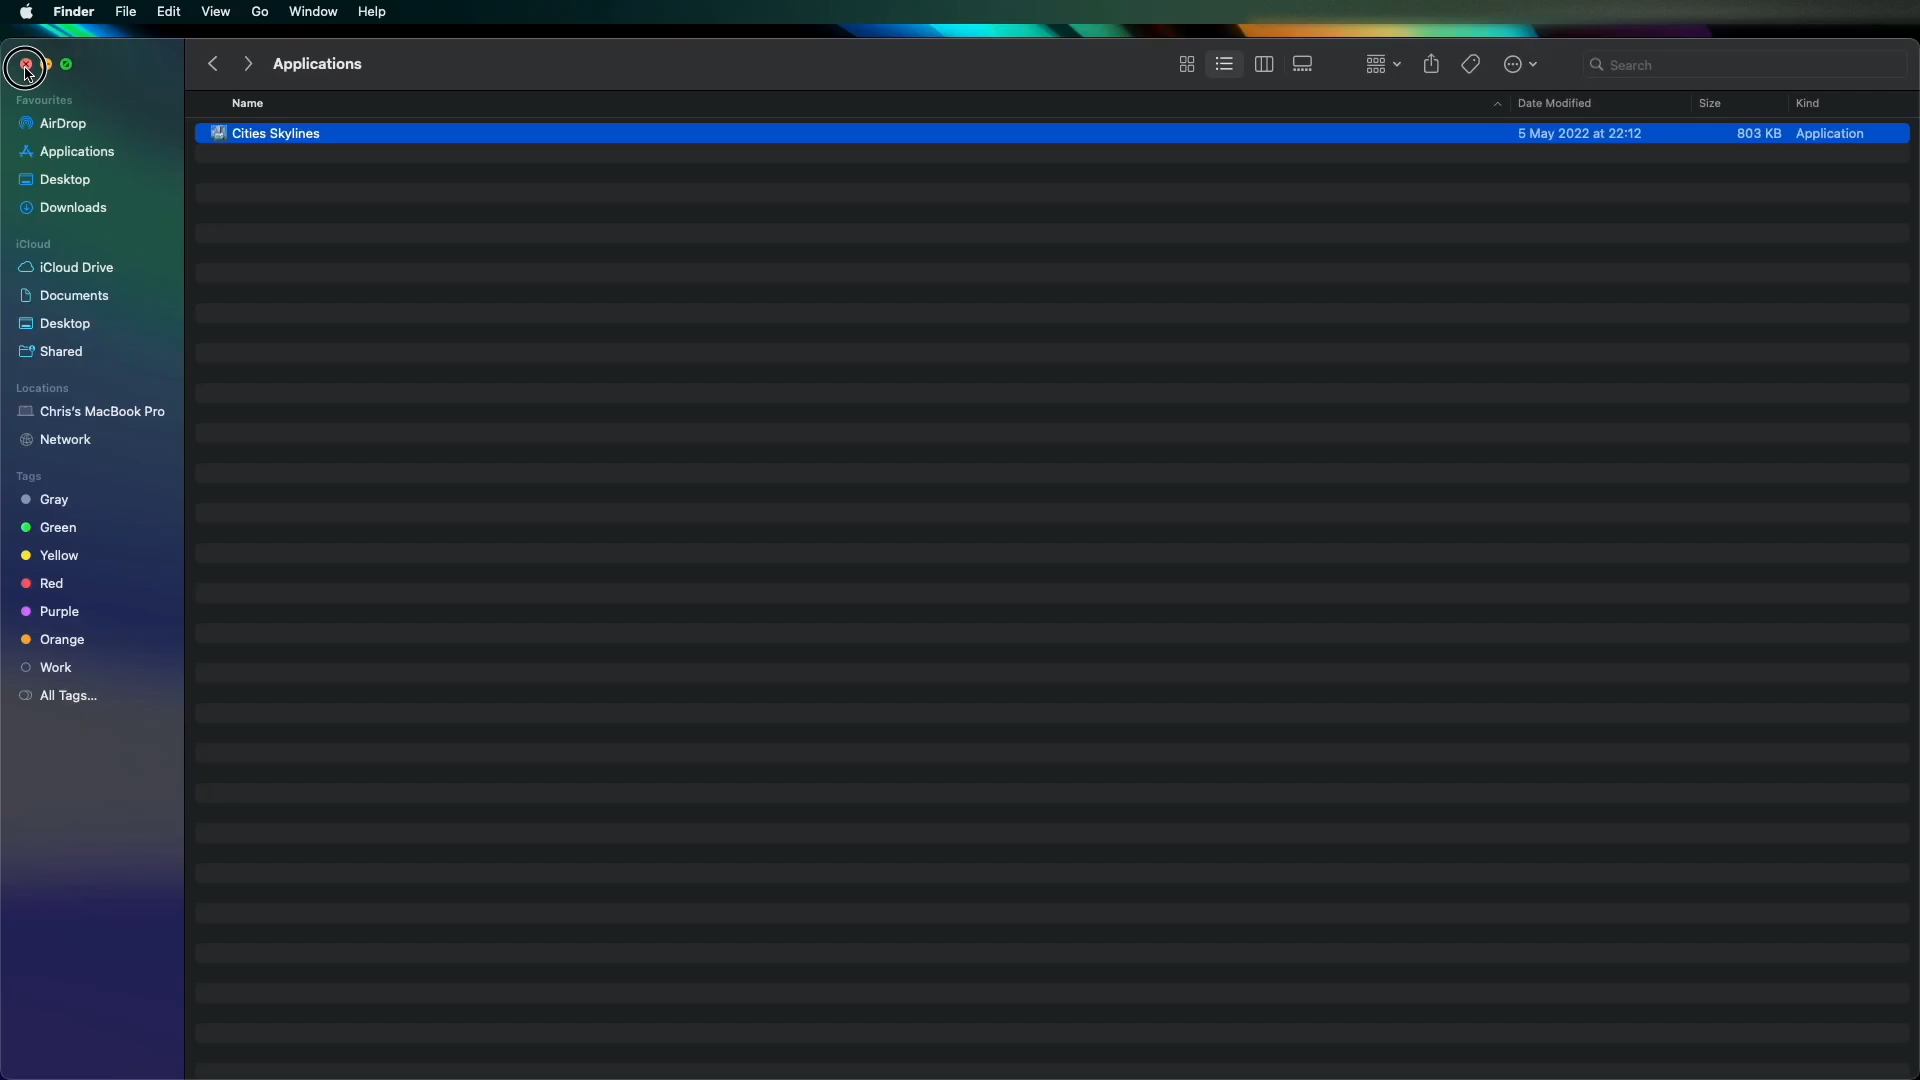 Finder File Edit View Go Window Help
Applications
Search
Favourites
AirDrop
Applications
Desktop
Downloads
iCloud
iCloud Drive
Documents
Desktop
Shared
Locations
Chris's MacBook Pro
Network
Tags
Gray
Green
Yellow
Red
Purple
Orange
Work
All Tags...
Name Date Modified Size Kind
Cities Skylines 5 May 2022 at 22:12 803 KB Application